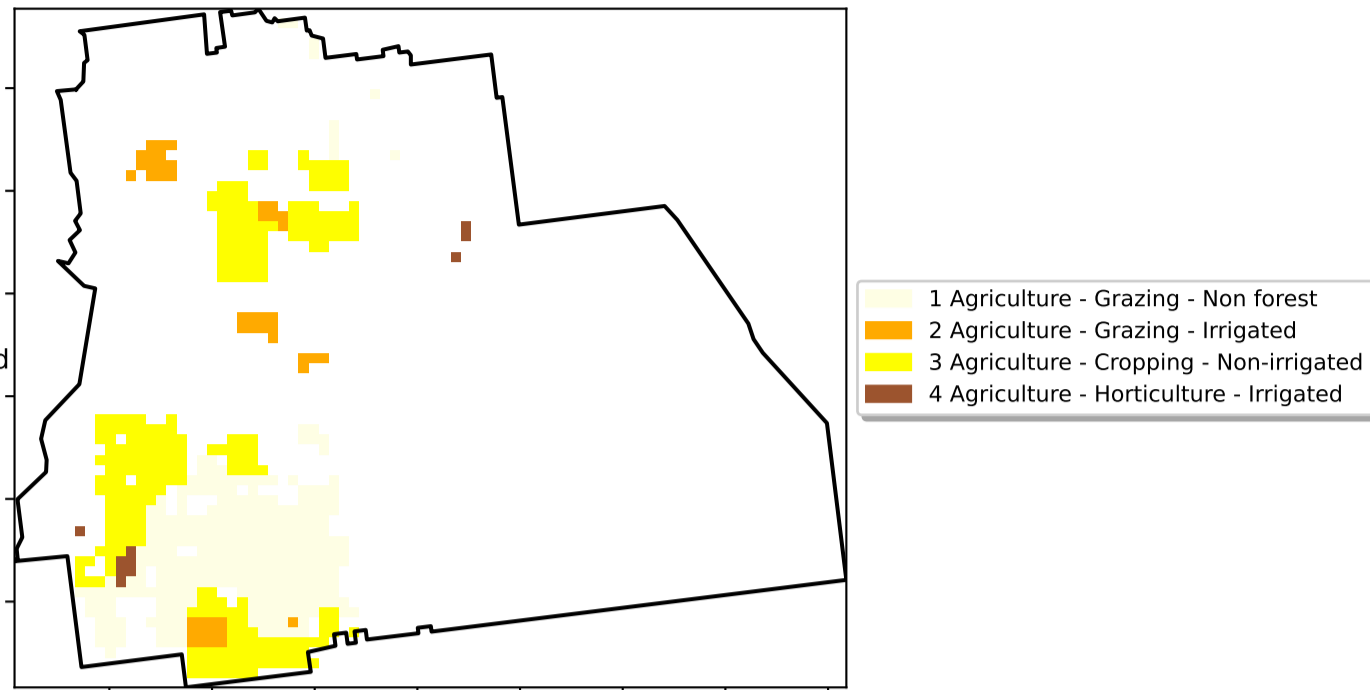 d
1 Agriculture - Grazing - Non forest
2 Agriculture - Grazing - Irrigated
3 Agriculture - Cropping - Non-irrigated
4 Agriculture - Horticulture - Irrigated